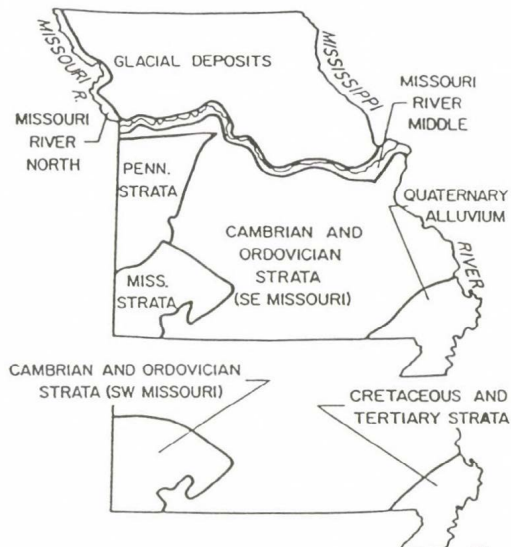 GLACIAL DEPOSITS
MISSOURI R.
MISSISSIPPI
RIVER
MISSOURI
RIVER
NORTH
MISSOURI
RIVER
MIDDLE
PENN.
STRATA
QUATERNARY
ALLUVIUM
CAMBRIAN AND
ORDOVICIAN
STRATA
(SE MISSOURI)
MISS.
STRATA
CAMBRIAN AND ORDOVICIAN
STRATA (SW MISSOURI)
CRETACEOUS AND
TERTIARY STRATA